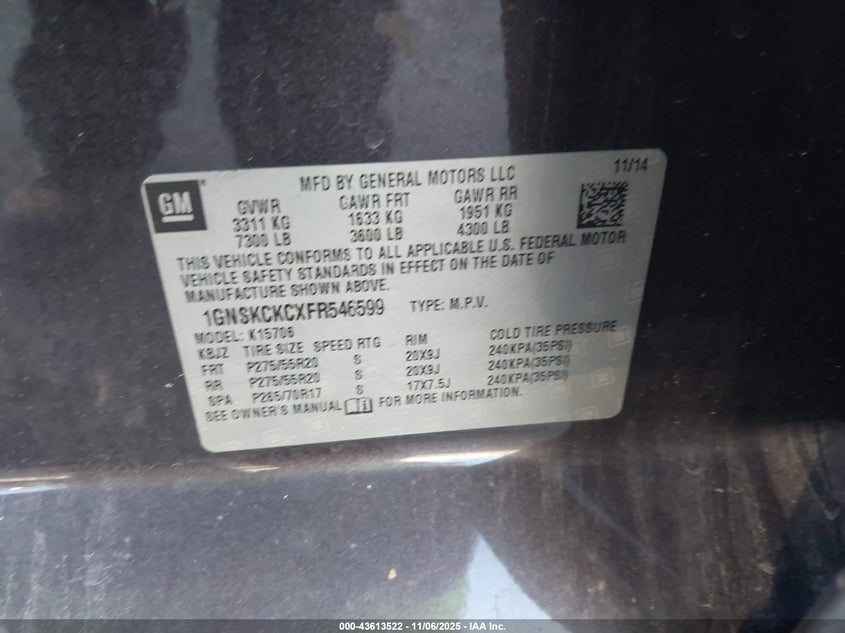 GM
MFD BY GENERAL MOTORS LLC
11/14
GVWR GAWR FRT GAWR RR
3311 KG 1633 KG 1951 KG
7300 LB 3600 LB 4300 LB
THIS VEHICLE CONFORMS TO ALL APPLICABLE U.S. FEDERAL MOTOR
VEHICLE SAFETY STANDARDS IN EFFECT ON THE DATE OF
MANUFACTURE SHOWN ABOVE.
1GNSKCKCXFR546599 TYPE: M.P.V.
MODEL: K15706
KBJZ TIRE SIZE SPEED RTG RIM COLD TIRE PRESSURE
FRT P275/55R20 S 20X9J 240KPA(35PSI)
RR P275/55R20 S 20X9J 240KPA(35PSI)
SPA P265/70R17 S 17X7.5J 240KPA(35PSI)
SEE OWNER'S MANUAL FOR MORE INFORMATION.
000-43613522 - 11/06/2025 - IAA Inc.